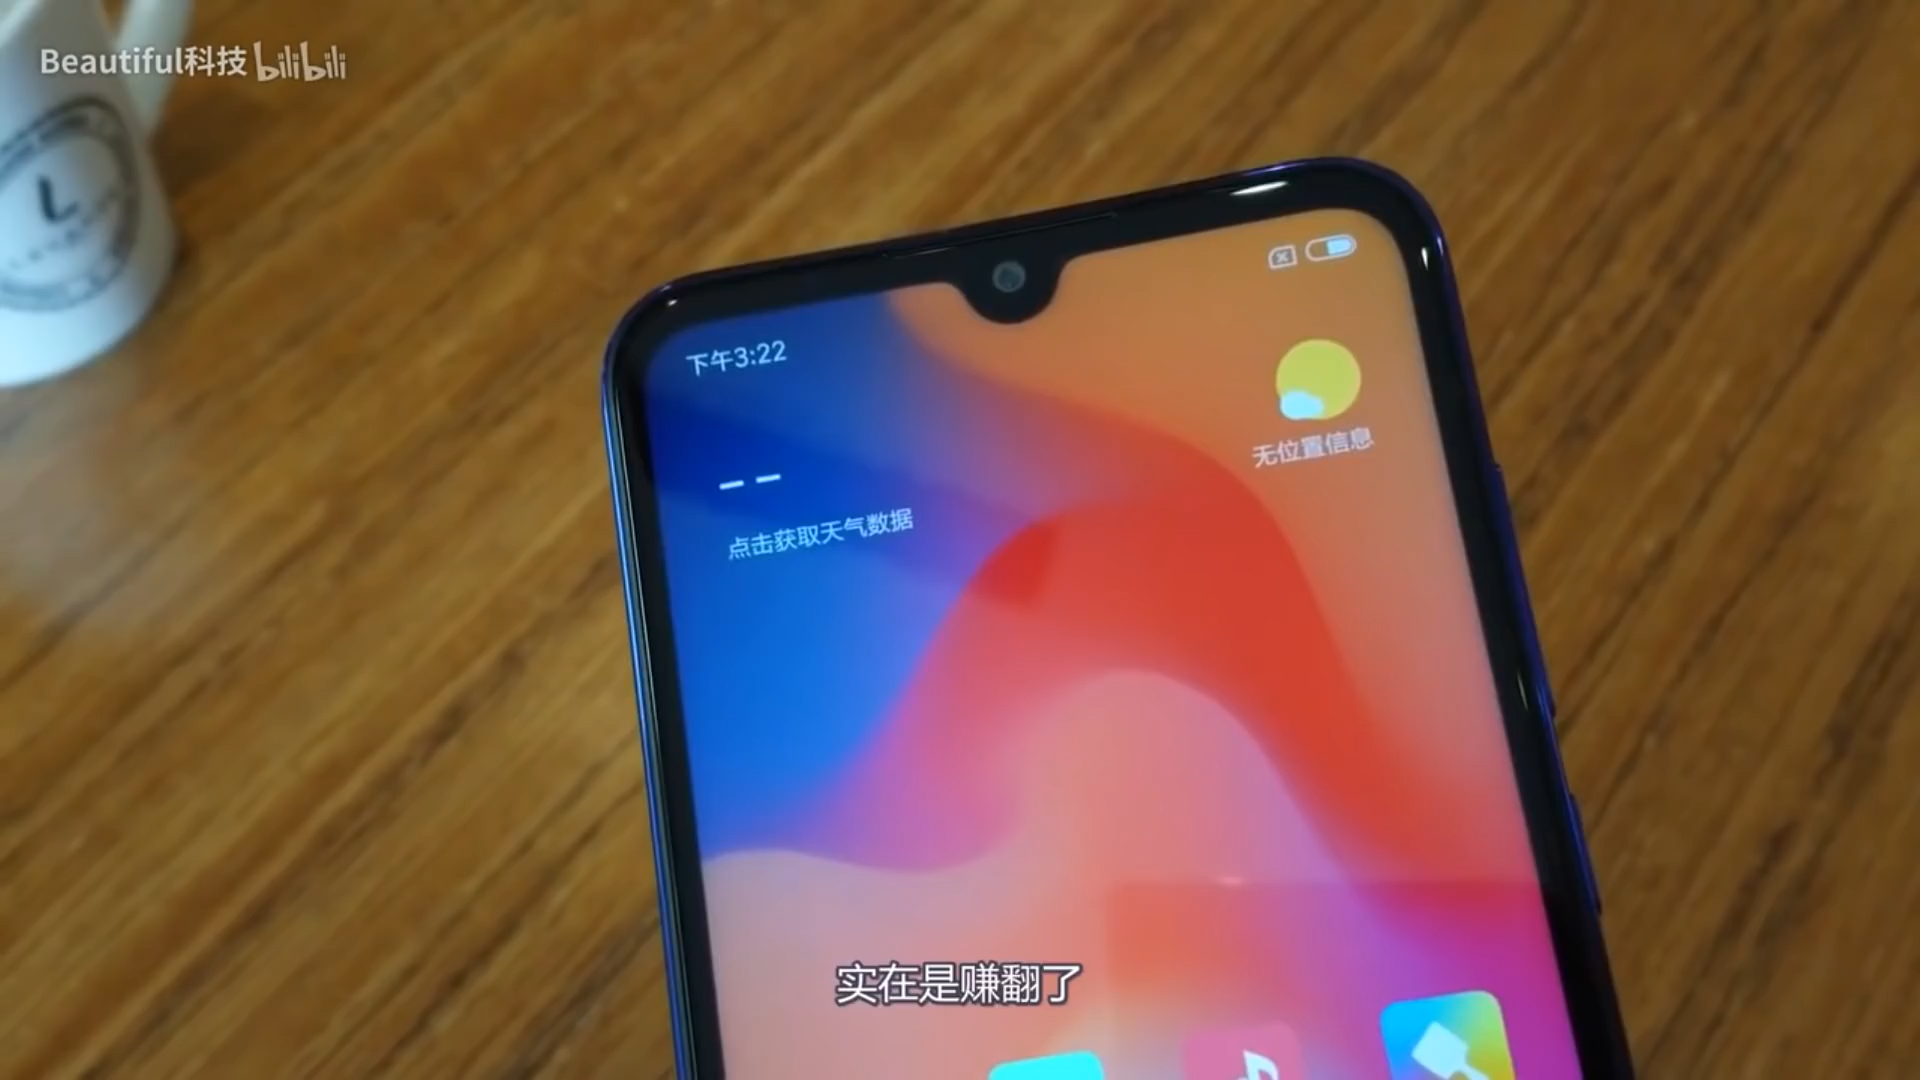 Beautiful科技 bilibili
L
下午3:22
无位置信息
点击获取天气数据
实在是赚翻了